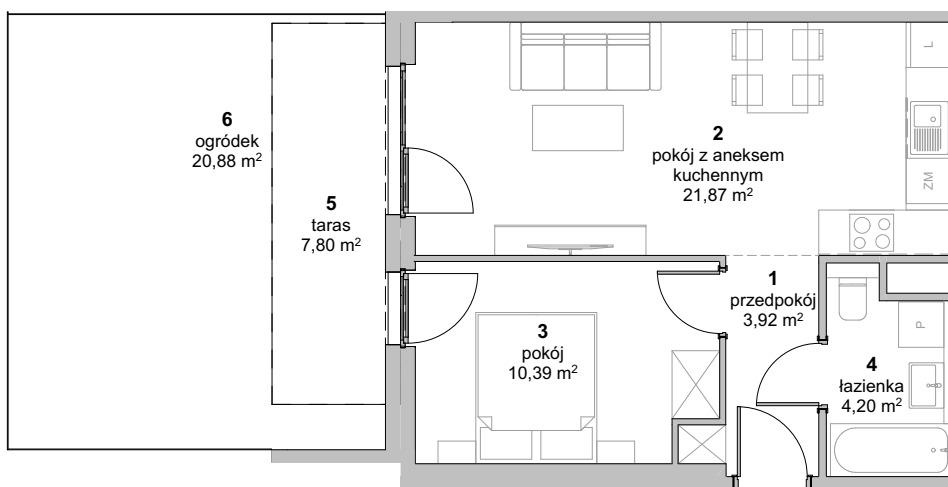 6
ogródek
20,88 m²
5
taras
7,80 m²
2
pokój z aneksem
kuchennym
21,87 m²
L
ZM
1
przedpokój
3,92 m²
3
pokój
10,39 m²
P
4
łazienka
4,20 m²